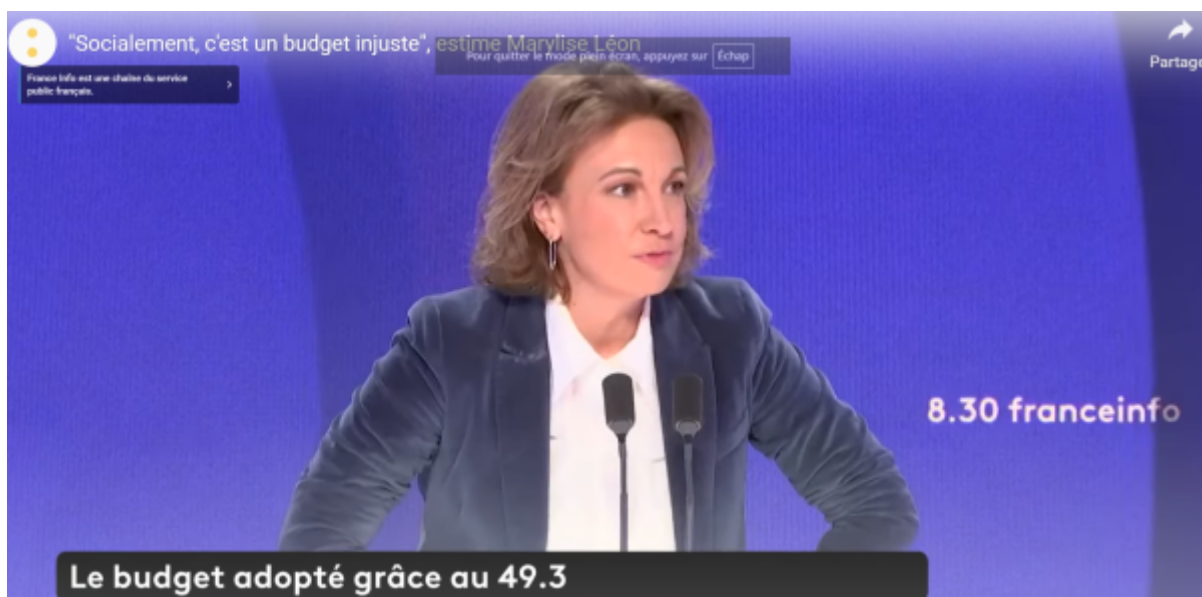 "Socialement, c'est un budget injuste", estime Marylise Léon
Pour quitter le mode plein écran, appuyez sur Échap
Partage
France Info est une chaîne du service
public français.
8.30 franceinfo
Le budget adopté grâce au 49.3